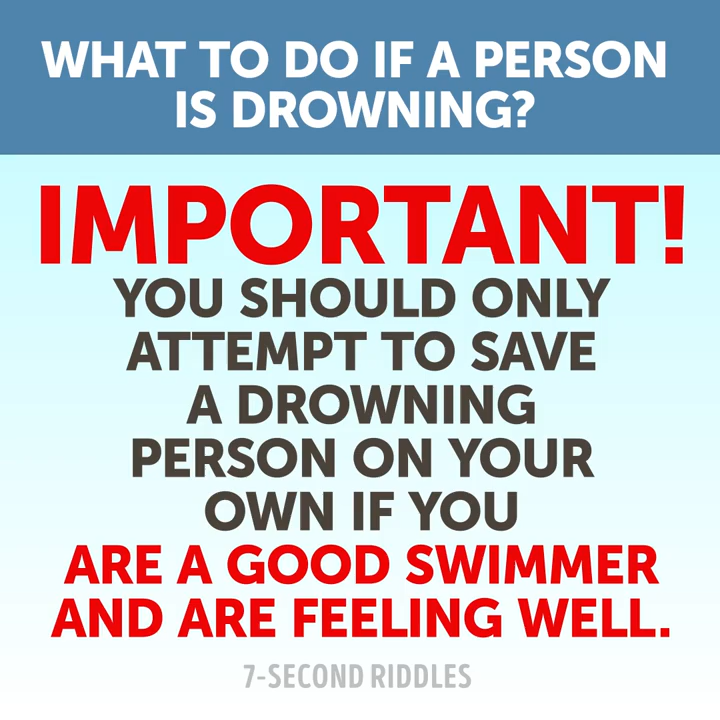 WHAT TO DO IF A PERSON
IS DROWNING?
IMPORTANT!
YOU SHOULD ONLY
ATTEMPT TO SAVE
A DROWNING
PERSON ON YOUR
OWN IF YOU
ARE A GOOD SWIMMER
AND ARE FEELING WELL.
7-SECOND RIDDLES